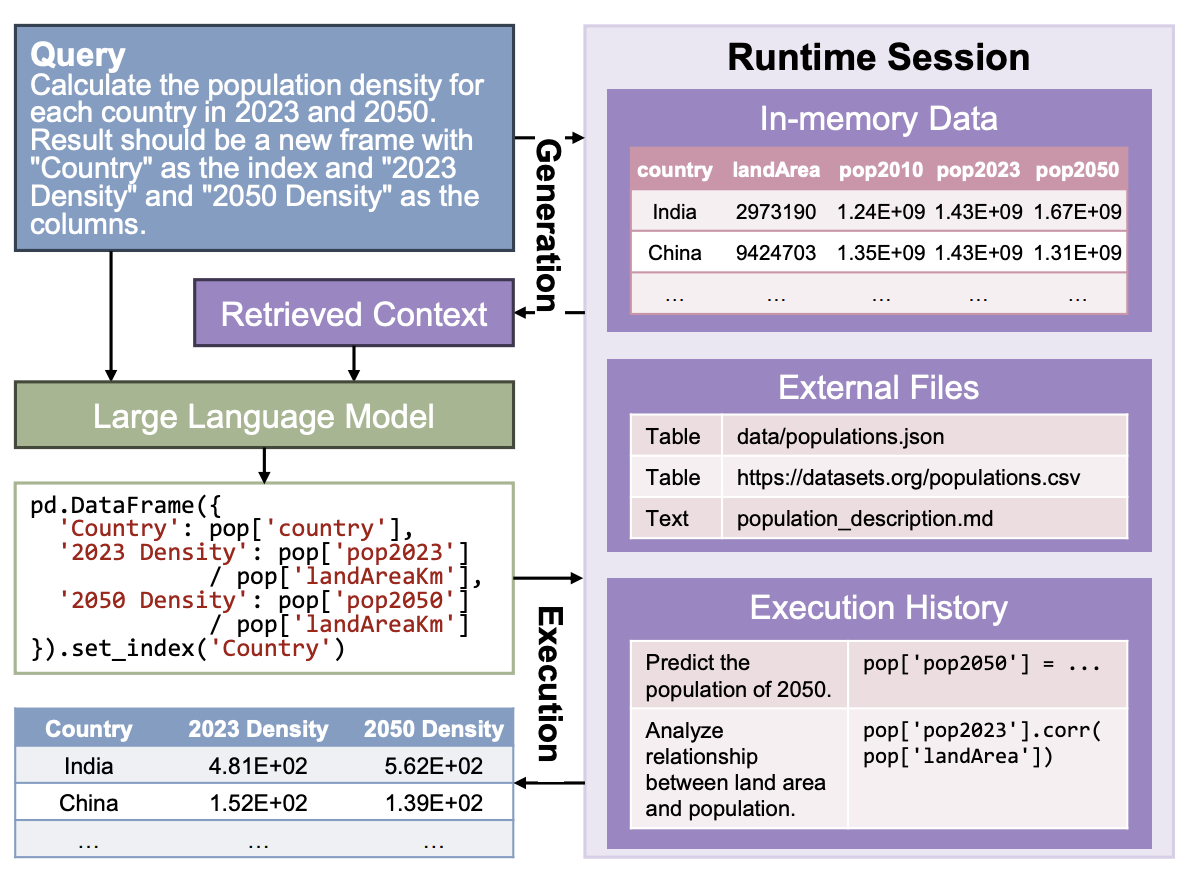 Query
Calculate the population density for
each country in 2023 and 2050.
Result should be a new frame with
"Country" as the index and "2023
Density" and "2050 Density" as the
columns.
Generation
Retrieved Context
Large Language Model
pd.DataFrame({
'Country': pop['country'],
'2023 Density': pop['pop2023']
/ pop['landAreaKm'],
'2050 Density': pop['pop2050']
/ pop['landAreaKm']
}).set_index('Country')
Execution
Country 2023 Density 2050 Density
India 4.81E+02 5.62E+02
China 1.52E+02 1.39E+02
... ... ...
Runtime Session
In-memory Data
country landArea pop2010 pop2023 pop2050
India 2973190 1.24E+09 1.43E+09 1.67E+09
China 9424703 1.35E+09 1.43E+09 1.31E+09
... ... ... ... ...
External Files
Table data/populations.json
Table https://datasets.org/populations.csv
Text population_description.md
Execution History
Predict the
population of 2050.
pop['pop2050'] = ...
Analyze
relationship
between land area
and population.
pop['pop2023'].corr(
pop['landArea'])